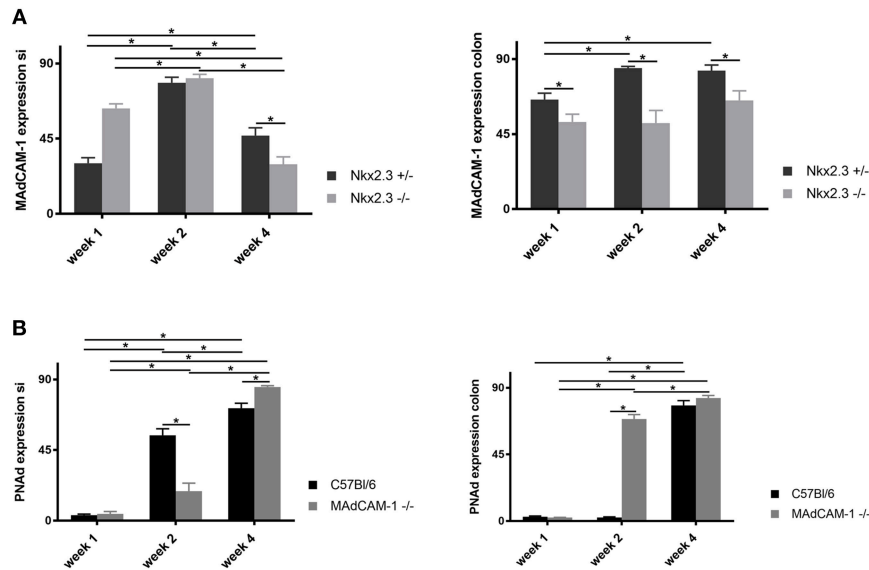 A
MAdCAM-1 expression si
90
45
0
* *
* *
*
*
* *
*
week 1
week 2
week 4
Nkx2.3 +/-
Nkx2.3 -/-
MAdCAM-1 expression colon
90
45
0
*
*
* * *
week 1
week 2
week 4
Nkx2.3 +/-
Nkx2.3 -/-
B
PNAd expression si
90
45
0
*
* *
*
* *
* *
week 1
week 2
week 4
C57Bl/6
MAdCAM-1 -/-
PNAd expression colon
90
45
0
*
*
*
* *
*
week 1
week 2
week 4
C57Bl/6
MAdCAM-1 -/-